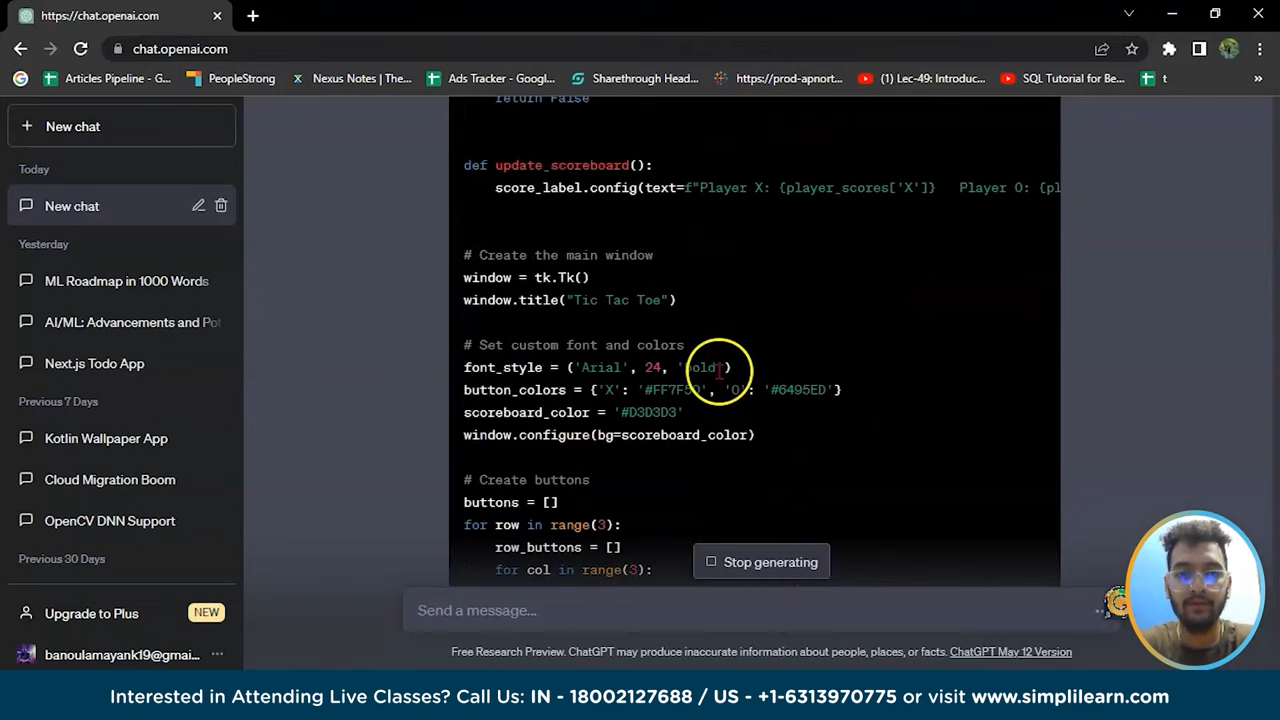 https://chat.openai.com
chat.openai.com
Articles Pipeline - G...
PeopleStrong
Nexus Notes | The...
Ads Tracker - Googl...
Sharethrough Head...
https://prod-apnort...
(1) Lec-49: Introduc...
SQL Tutorial for Be...
t
»
+ New chat
Today
New chat
Yesterday
ML Roadmap in 1000 Words
AI/ML: Advancements and Pot
Next.js Todo App
Previous 7 Days
Kotlin Wallpaper App
Cloud Migration Boom
OpenCV DNN Support
Previous 30 Days
Upgrade to Plus
NEW
banoulamayank19@gmai...
return False
def update_scoreboard():
score_label.config(text=f"Player X: {player_scores['X']} Player O: {pl
# Create the main window
window = tk.Tk()
window.title("Tic Tac Toe")
# Set custom font and colors
font_style = ('Arial', 24, 'bold')
button_colors = {'X': '#FF7F50', 'O': '#6495ED'}
scoreboard_color = '#D3D3D3'
window.configure(bg=scoreboard_color)
# Create buttons
buttons = []
for row in range(3):
row_buttons = []
for col in range(3):
Stop generating
Send a message...
Free Research Preview. ChatGPT may produce inaccurate information about people, places, or facts. ChatGPT May 12 Version
Interested in Attending Live Classes? Call Us: IN - 18002127688 / US - +1-6313970775 or visit www.simplilearn.com